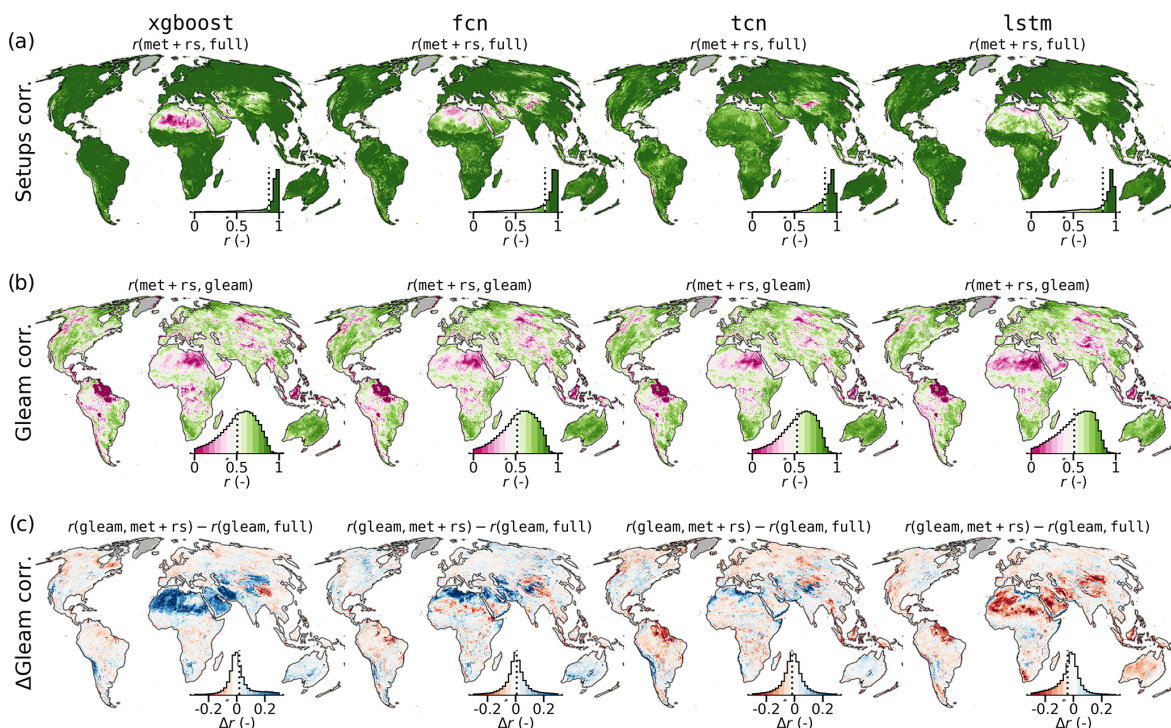 xgboost fcn tcn lstm
(a) r(met + rs, full) r(met + rs, full) r(met + rs, full) r(met + rs, full)
Setups corr.
0 0.5 1 0 0.5 1 0 0.5 1 0 0.5 1
r (-) r (-) r (-) r (-)
(b) r(met + rs, gleam) r(met + rs, gleam) r(met + rs, gleam) r(met + rs, gleam)
Gleam corr.
0 0.5 1 0 0.5 1 0 0.5 1 0 0.5 1
r (-) r (-) r (-) r (-)
(c) r(gleam, met + rs) − r(gleam, full) r(gleam, met + rs) − r(gleam, full) r(gleam, met + rs) − r(gleam, full) r(gleam, met + rs) − r(gleam, full)
ΔGleam corr.
-0.2 0 0.2 -0.2 0 0.2 -0.2 0 0.2 -0.2 0 0.2
Δr (-) Δr (-) Δr (-) Δr (-)